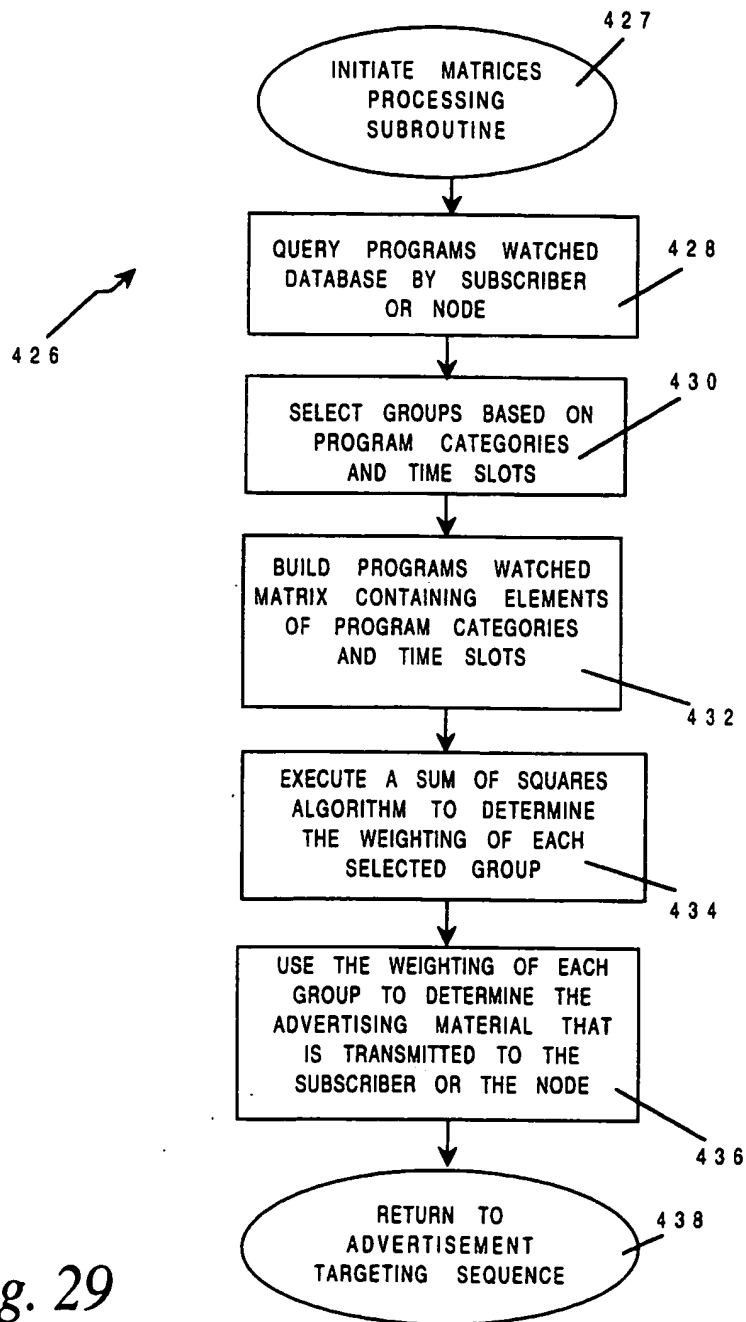 427
INITIATE MATRICES
PROCESSING
SUBROUTINE
QUERY PROGRAMS WATCHED
DATABASE BY SUBSCRIBER
OR NODE
428
426
430
SELECT GROUPS BASED ON
PROGRAM CATEGORIES
AND TIME SLOTS
BUILD PROGRAMS WATCHED
MATRIX CONTAINING ELEMENTS
OF PROGRAM CATEGORIES
AND TIME SLOTS
432
EXECUTE A SUM OF SQUARES
ALGORITHM TO DETERMINE
THE WEIGHTING OF EACH
SELECTED GROUP
434
USE THE WEIGHTING OF EACH
GROUP TO DETERMINE THE
ADVERTISING MATERIAL THAT
IS TRANSMITTED TO THE
SUBSCRIBER OR THE NODE
436
RETURN TO
ADVERTISEMENT
TARGETING SEQUENCE
438
g. 29